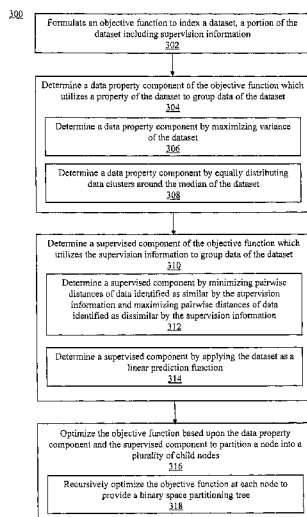 300
Formulate an objective function to index a dataset, a portion of the
dataset including supervision information
302
Determine a data property component of the objective function which
utilizes a property of the dataset to group data of the dataset
304
Determine a data property component by maximizing variance
of the dataset
306
Determine a data property component by equally distributing
data clusters around the median of the dataset
308
Determine a supervised component of the objective function which
utilizes the supervision information to group data of the dataset
310
Determine a supervised component by minimizing pairwise
distances of data identified as similar by the supervision
information and maximizing pairwise distances of data
identified as dissimilar by the supervision information
312
Determine a supervised component by applying the dataset as a
linear prediction function
314
Optimize the objective function based upon the data property
component and the supervised component to partition a node into a
plurality of child nodes
316
Recursively optimize the objective function at each node to
provide a binary space partitioning tree
318